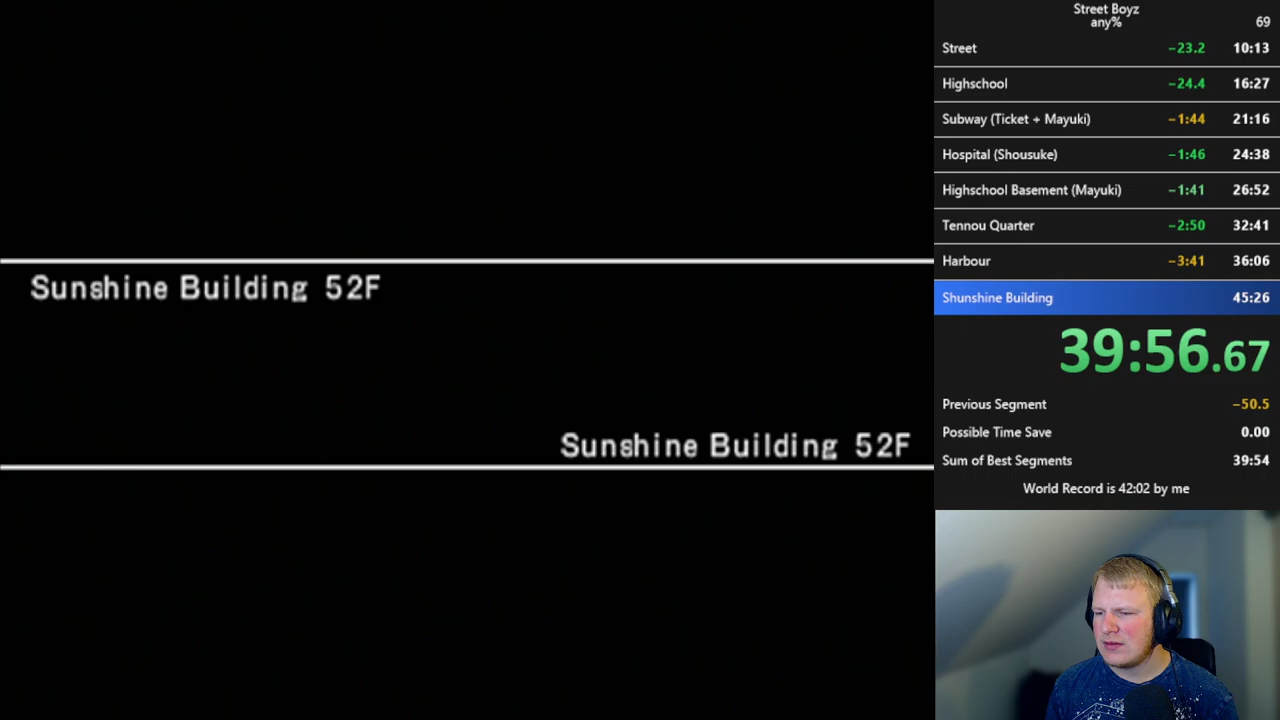 Sunshine Building 52F
Sunshine Building 52F
Street Boyz
any%
69
Street -23.2 10:13
Highschool -24.4 16:27
Subway (Ticket + Mayuki) -1:44 21:16
Hospital (Shousuke) -1:46 24:38
Highschool Basement (Mayuki) -1:41 26:52
Tennou Quarter -2:50 32:41
Harbour -3:41 36:06
Shunshine Building 45:26
39:56.67
Previous Segment -50.5
Possible Time Save 0.00
Sum of Best Segments 39:54
World Record is 42:02 by me